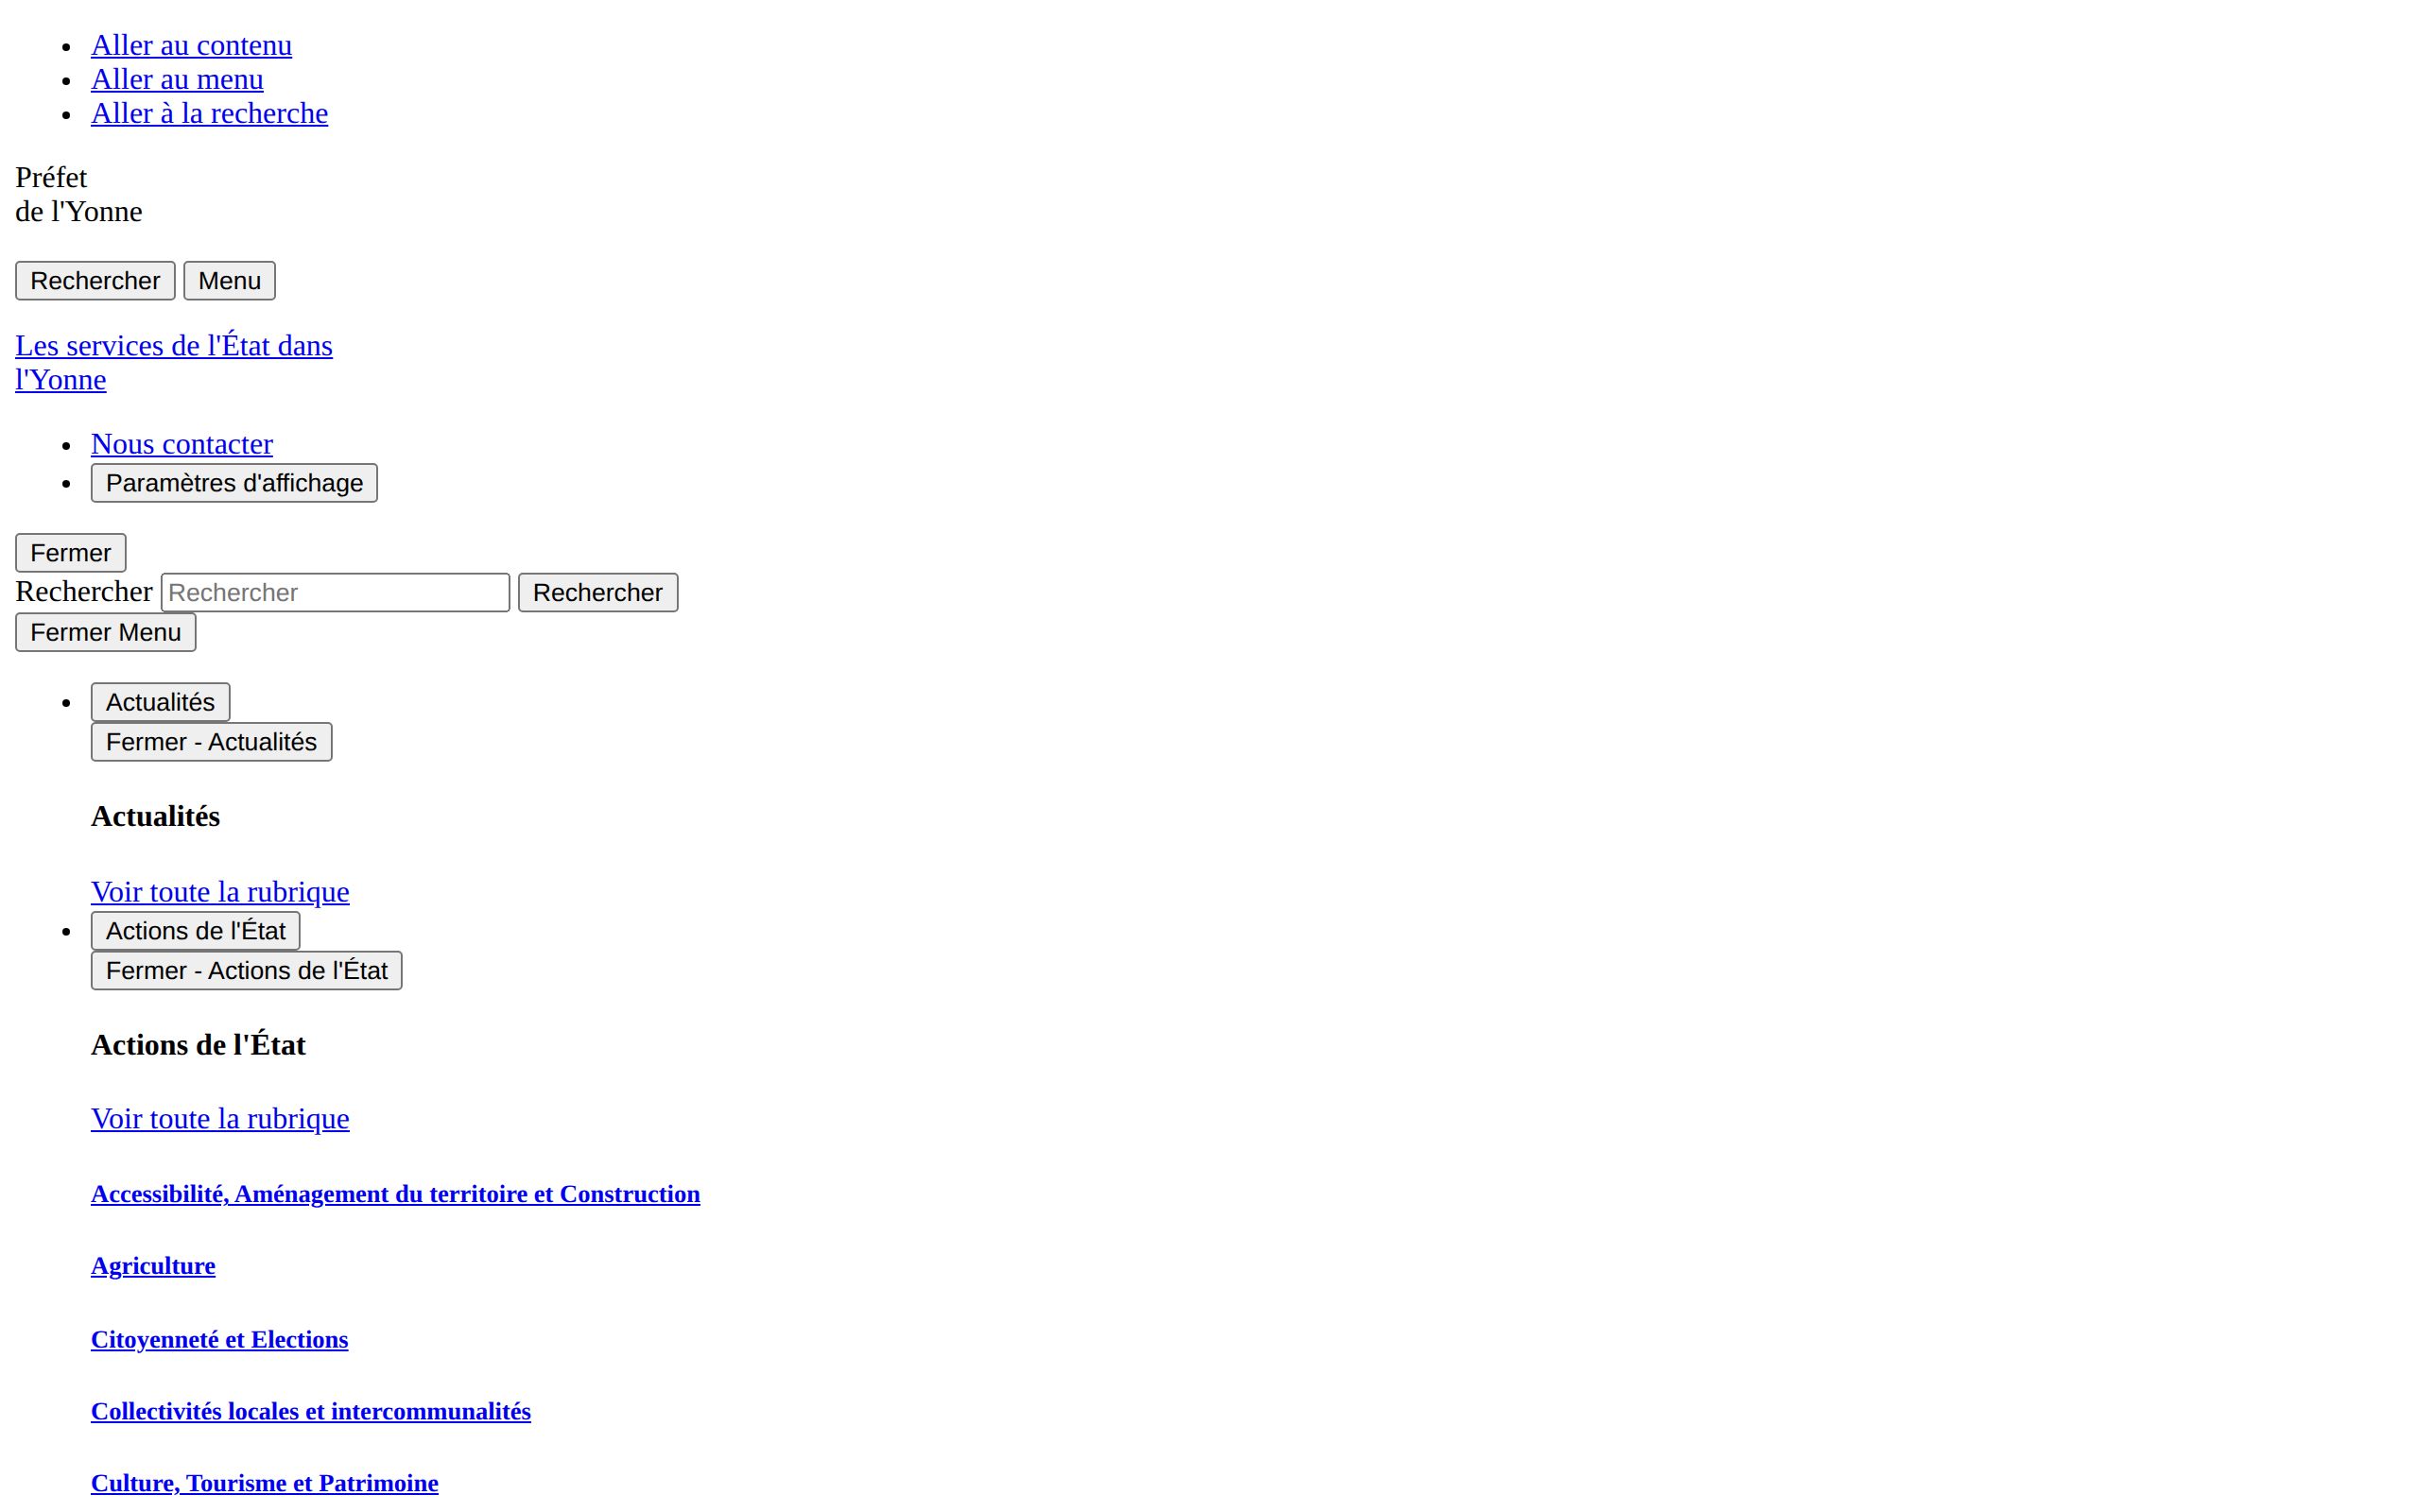 Aller au contenu
Aller au menu
Aller à la recherche
Préfet
de l'Yonne
Rechercher Menu
Les services de l'État dans
l'Yonne
Nous contacter
Paramètres d'affichage
Fermer
Rechercher Rechercher Rechercher
Fermer Menu
Actualités
Fermer - Actualités
Actualités
Voir toute la rubrique
Actions de l'État
Fermer - Actions de l'État
Actions de l'État
Voir toute la rubrique
Accessibilité, Aménagement du territoire et Construction
Agriculture
Citoyenneté et Elections
Collectivités locales et intercommunalités
Culture, Tourisme et Patrimoine